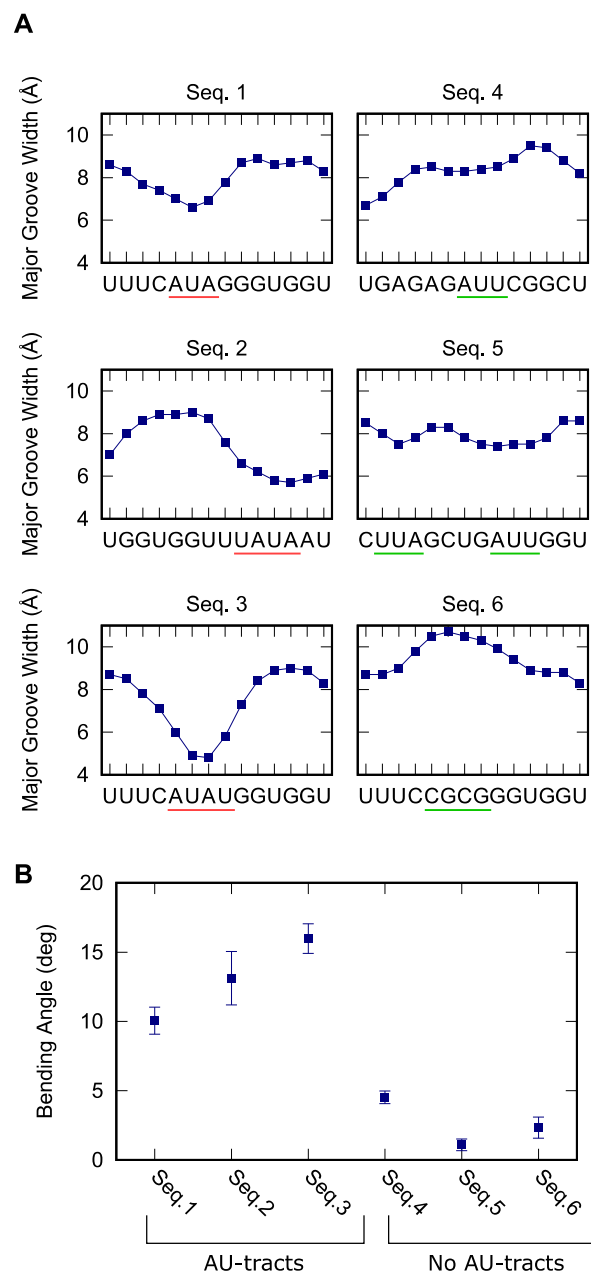 A
Seq. 1
Seq. 4
Major Groove Width (Å)
10
8
6
4
UUUCAUAGGGUGGU
UGAGAGAUUCGGCU
Seq. 2
Seq. 5
Major Groove Width (Å)
10
8
6
4
UGGUGGUUUAUAAU
CUUAGCUGAUUGGU
Seq. 3
Seq. 6
Major Groove Width (Å)
10
8
6
4
UUUCAUAUGGUGGU
UUUCCGCGGGUGGU
B
Bending Angle (deg)
20
15
10
5
0
Seq.1
Seq.2
Seq.3
Seq.4
Seq.5
Seq.6
AU-tracts
No AU-tracts